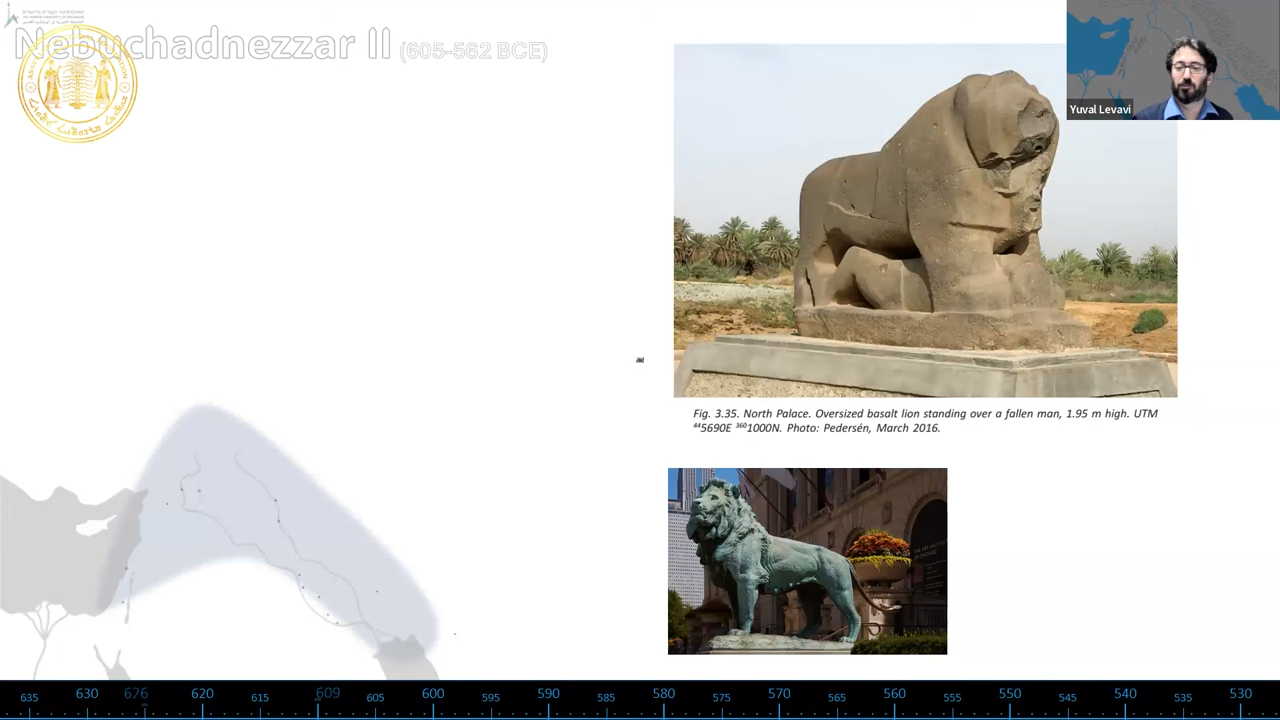 Nebuchadnezzar II (605-562 BCE)
Yuval Levavi
Fig. 3.35. North Palace. Oversized basalt lion standing over a fallen man, 1.95 m high. UTM
⁴⁴5690E ³⁶⁰1000N. Photo: Pedersén, March 2016.
635 630 626 620 615 609 605 600 595 590 585 580 575 570 565 560 555 550 545 540 535 530